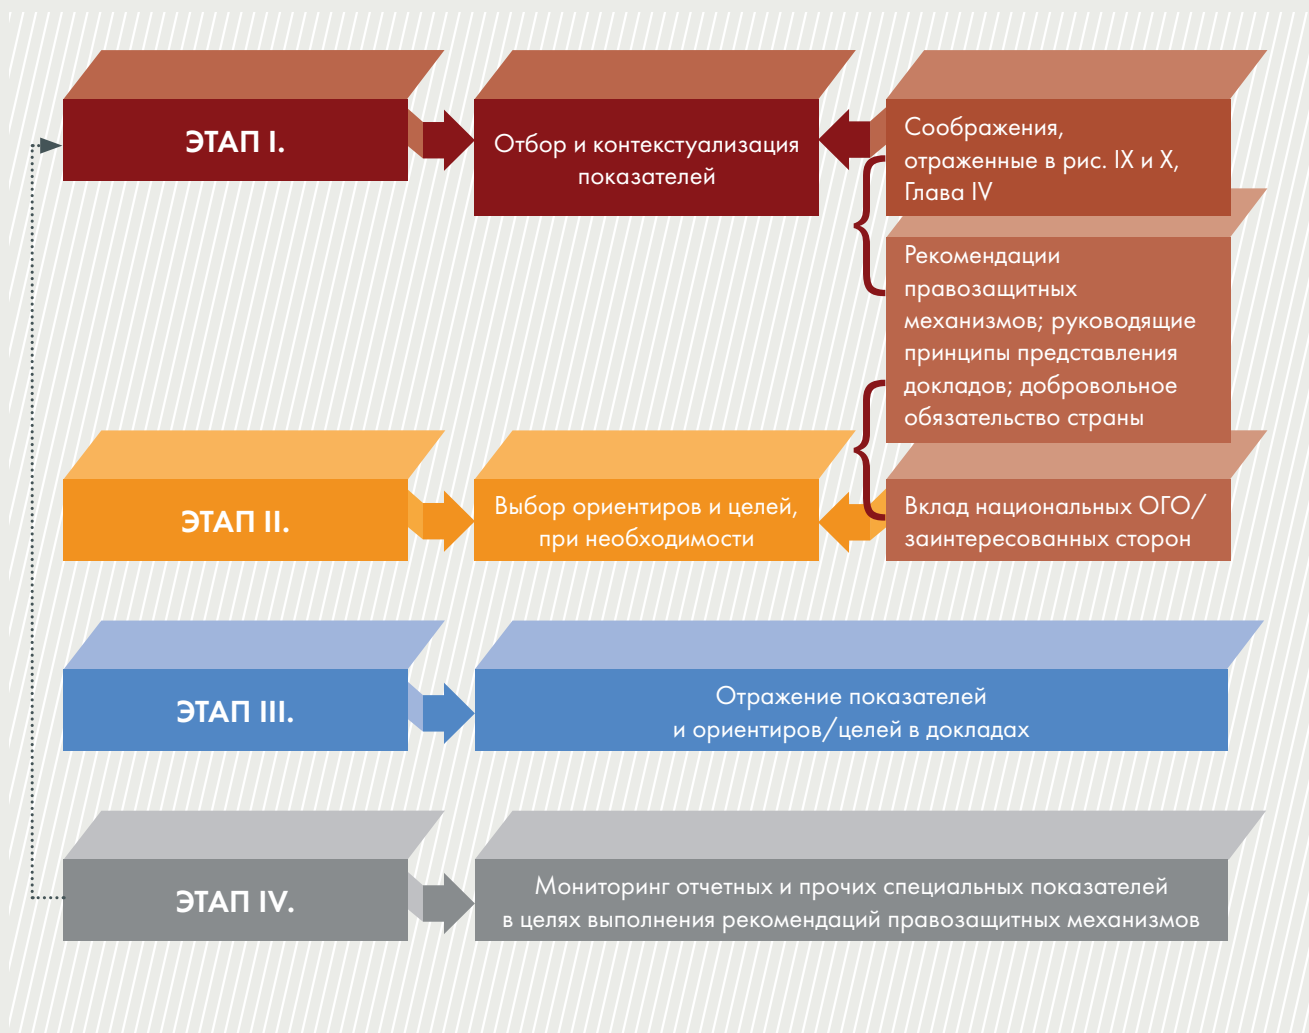 ЭТАП I.
Отбор и контекстуализация
показателей
Соображения,
отраженные в рис. IX и X,
Глава IV
Рекомендации
правозащитных
механизмов; руководящие
принципы представления
докладов; добровольное
обязательство страны
ЭТАП II.
Выбор ориентиров и целей,
при необходимости
Вклад национальных ОГО/
заинтересованных сторон
ЭТАП III.
Отражение показателей
и ориентиров/целей в докладах
ЭТАП IV.
Мониторинг отчетных и прочих специальных показателей
в целях выполнения рекомендаций правозащитных механизмов